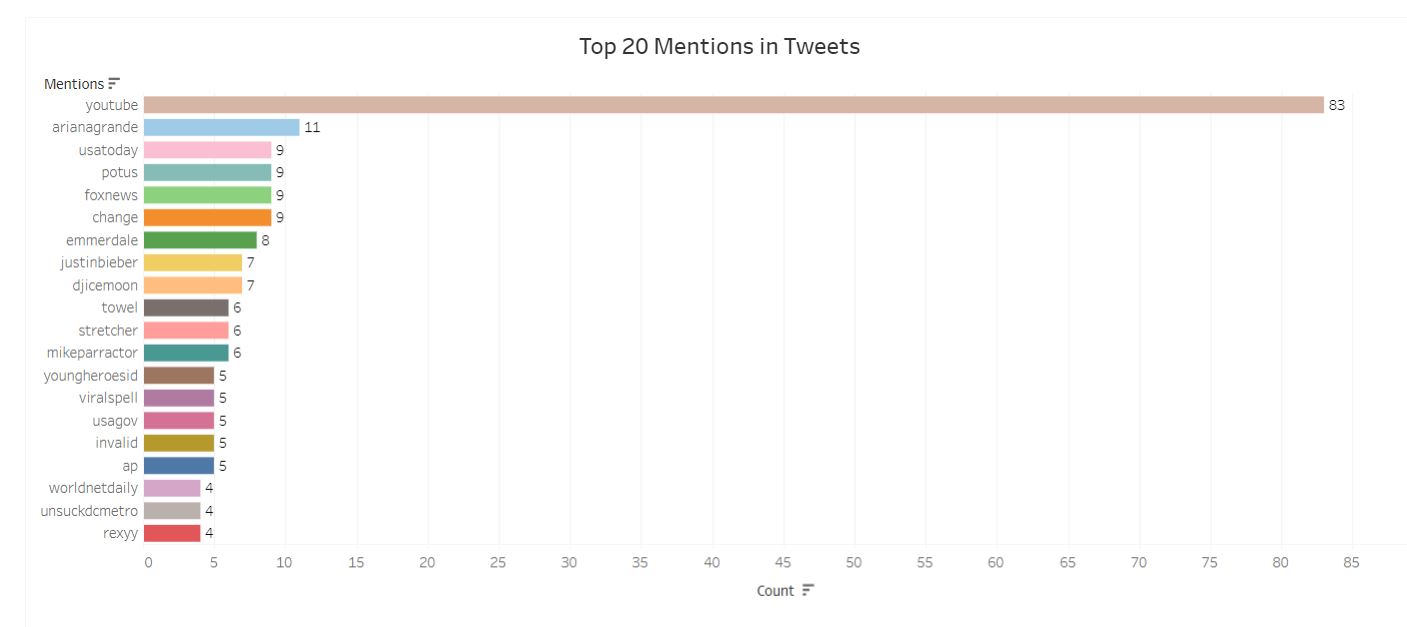 Top 20 Mentions in Tweets
Mentions
youtube 83
arianagrande 11
usatoday 9
potus 9
foxnews 9
change 9
emmerdale 8
justinbieber 7
djicemoon 7
towel 6
stretcher 6
mikeparractor 6
youngheroesid 5
viralspell 5
usagov 5
invalid 5
ap 5
worldnetdaily 4
unsuckdcmetro 4
rexyy 4
0 5 10 15 20 25 30 35 40 45 50 55 60 65 70 75 80 85
Count